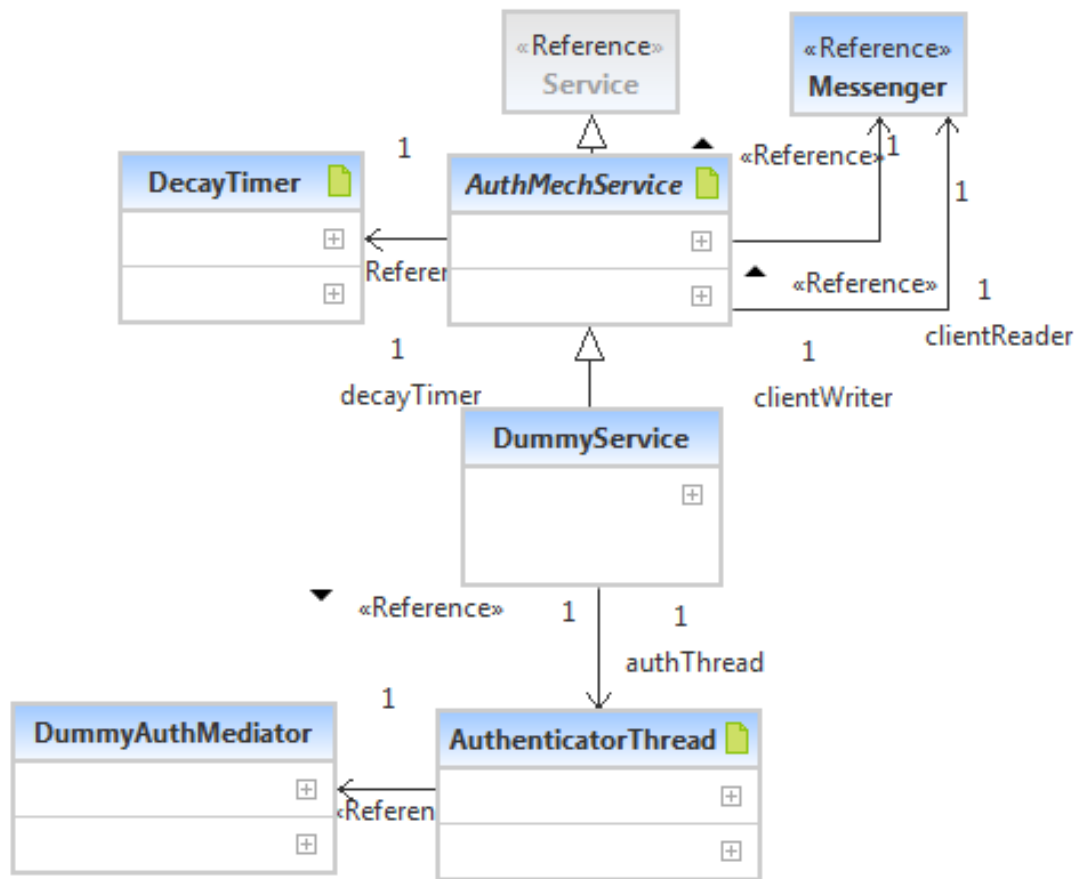 «Reference»
Service
«Reference»
Messenger
1
«Reference»
1
DecayTimer
AuthMechService
1
Referen
«Reference»
1
clientReader
1
decayTimer
1
clientWriter
DummyService
«Reference»
1
1
authThread
1
DummyAuthMediator
AuthenticatorThread
«Referen